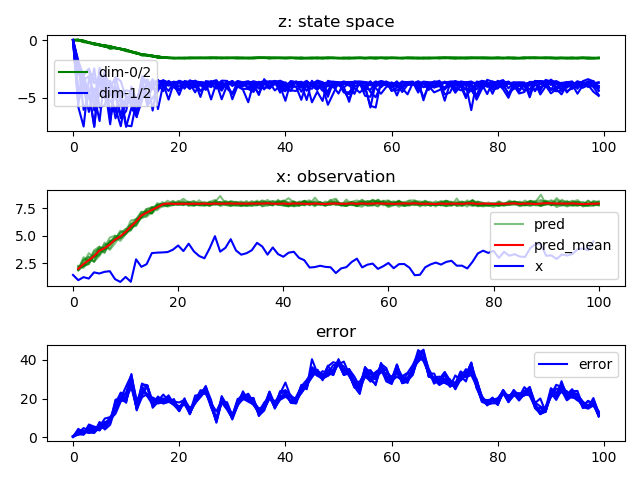 z: state space
0
−5
dim-0/2
dim-1/2
0 20 40 60 80 100
x: observation
7.5
5.0
2.5
pred
pred_mean
x
0 20 40 60 80 100
error
40
20
0
error
0 20 40 60 80 100